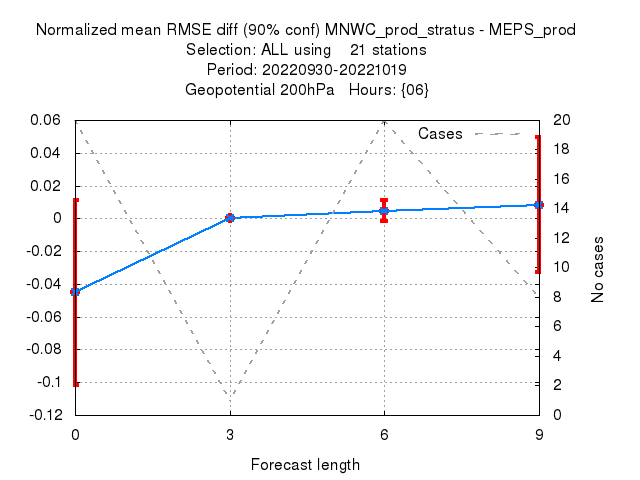 Normalized mean RMSE diff (90% conf) MNWC_prod_stratus - MEPS_prod
Selection: ALL using 21 stations
Period: 20220930-20221019
Geopotential 200hPa Hours: {06}
Cases
0.06
0.04
0.02
0
-0.02
-0.04
-0.06
-0.08
-0.1
-0.12
20
18
16
14
12
10
8
6
4
2
0
No cases
0 3 6 9
Forecast length